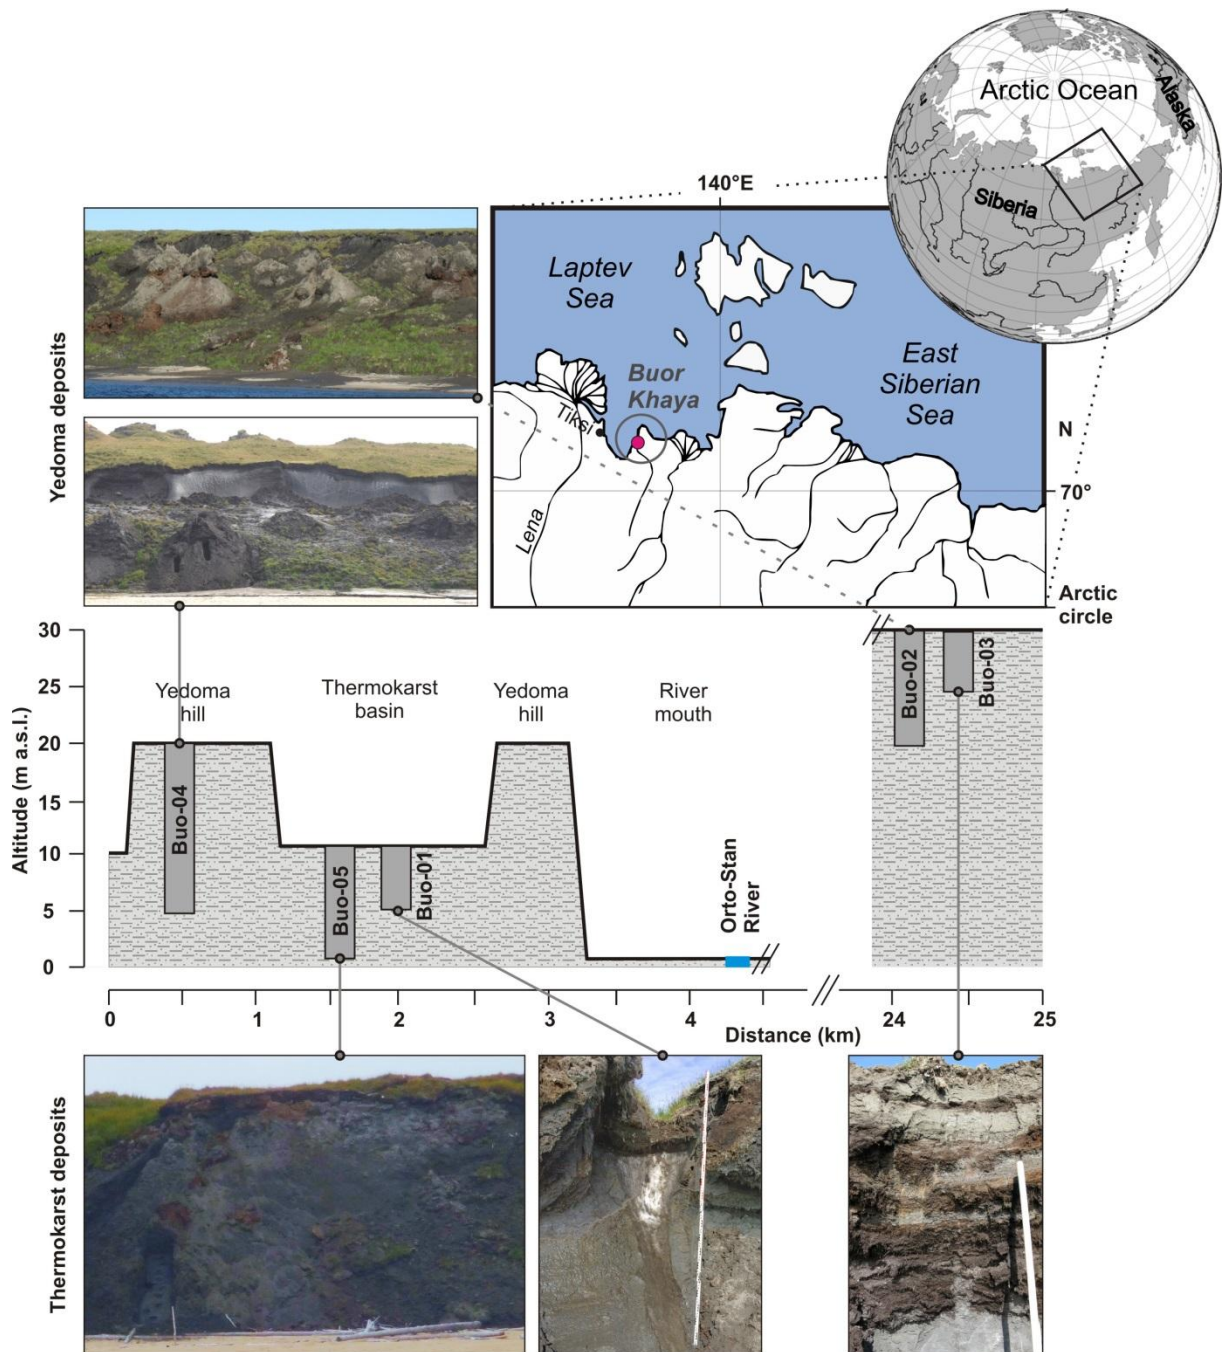 Arctic Ocean
Alaska
Siberia
140°E
Laptev
Sea
East
Siberian
Sea
Buor
Khaya
Tiksi
Lena
N
70°
Arctic
circle
Yedoma deposits
30
25
20
15
10
5
0
Altitude (m a.s.l.)
Yedoma
hill
Thermokarst
basin
Yedoma
hill
River
mouth
Buo-04
Buo-05
Buo-01
Orto-Stan
River
Buo-02
Buo-03
0
1
2
3
4
24
25
Distance (km)
Thermokarst deposits